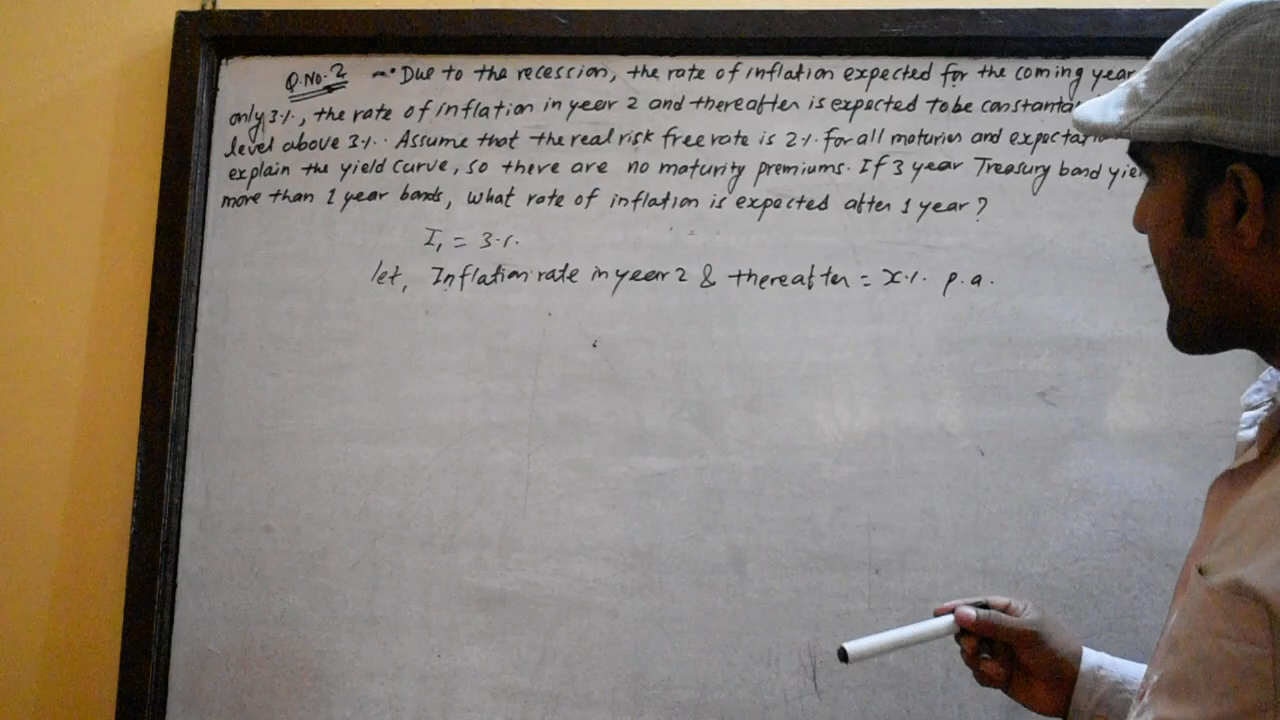 Q.No.2 Due to the recession, the rate of inflation expected for the coming year
only 3%, the rate of inflation in year 2 and thereafter is expected to be constant
level above 3%. Assume that the real risk free rate is 2% for all maturies and
explain the yield curve, so there are no maturity premiums. If 3 year Treasury bond
more than 1 year bonds, what rate of inflation is expected after 1 year?
I₁ = 3%.
let, Inflation rate in year 2 & thereafter = x% p.a.